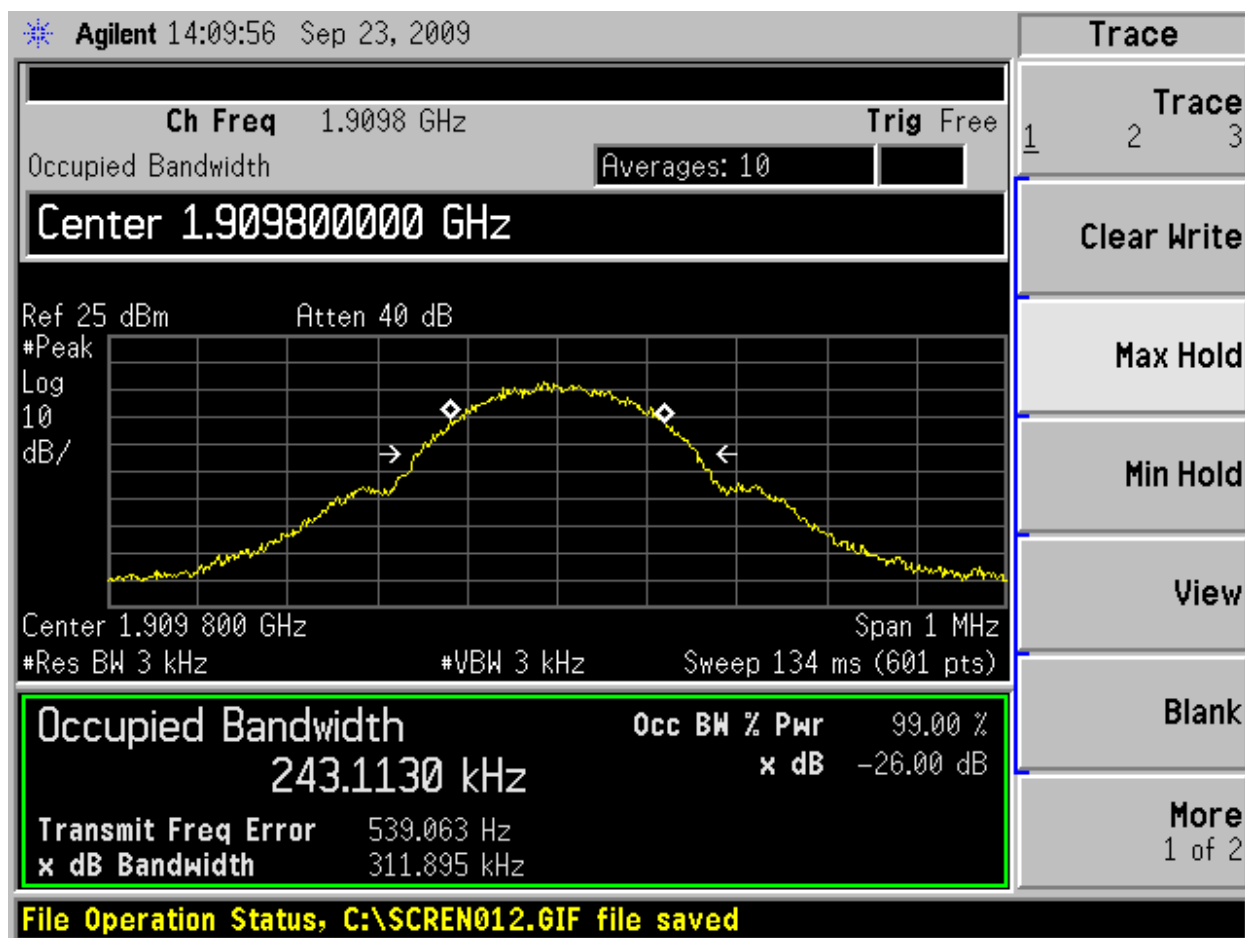 Agilent 14:09:56 Sep 23, 2009
Trace
Ch Freq 1.9098 GHz Trig Free
Occupied Bandwidth Averages: 10
Center 1.909800000 GHz
Ref 25 dBm Atten 40 dB
#Peak
Log
10
dB/
Center 1.909 800 GHz Span 1 MHz
#Res BW 3 kHz #VBW 3 kHz Sweep 134 ms (601 pts)
Occupied Bandwidth
243.1130 kHz
Occ BW % Pwr 99.00 %
x dB -26.00 dB
Transmit Freq Error 539.063 Hz
x dB Bandwidth 311.895 kHz
File Operation Status, C:\SCREN012.GIF file saved
Trace
1 2 3
Clear Write
Max Hold
Min Hold
View
Blank
More
1 of 2